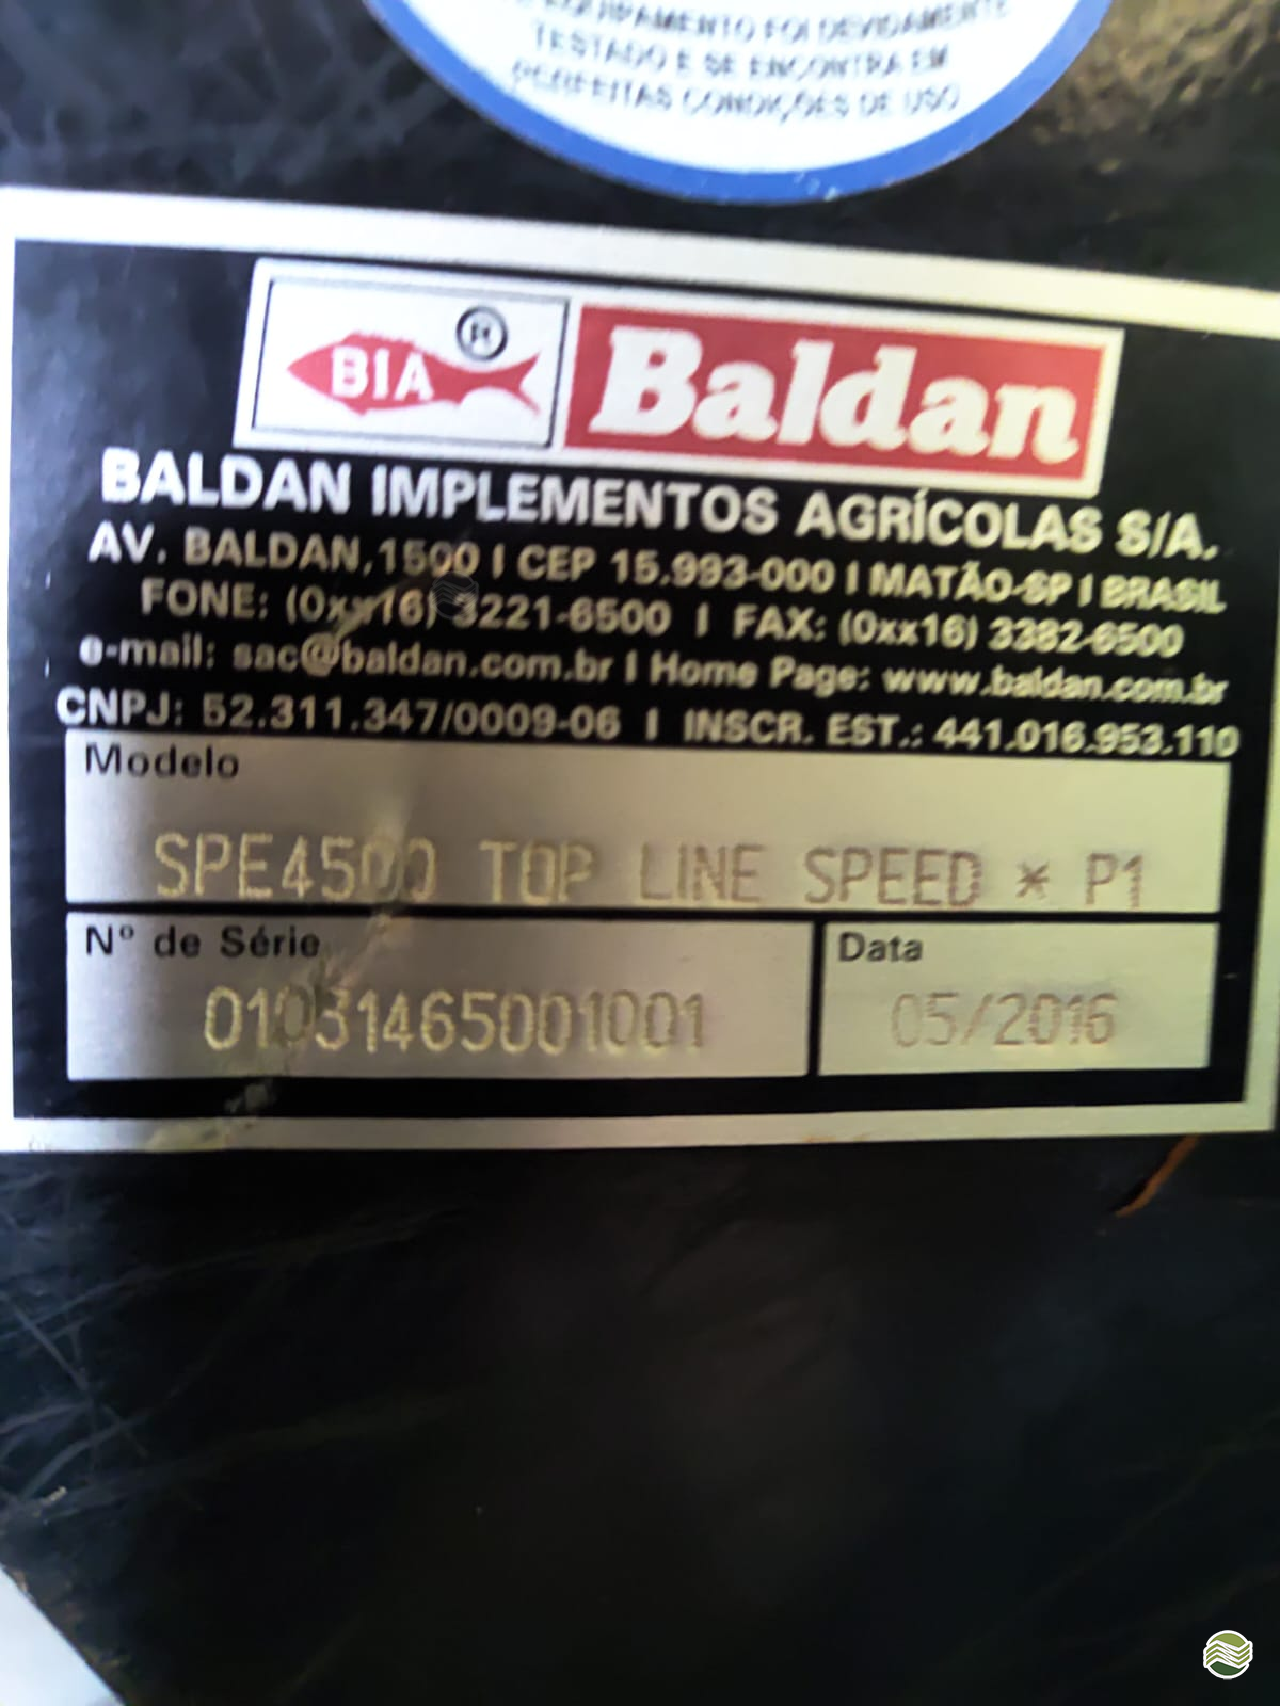 EQUIPAMENTO FOI DEVIDAMENTE
TESTADO E SE ENCONTRA EM
PERFEITAS CONDIÇÕES DE USO
BIA ® Baldan
BALDAN IMPLEMENTOS AGRÍCOLAS S/A.
AV. BALDAN, 1500 I CEP 15.993-000 I MATÃO-SP I BRASIL
FONE: (0xx16) 3221-6500 I FAX: (0xx16) 3382-6500
e-mail: sac@baldan.com.br I Home Page: www.baldan.com.br
CNPJ: 52.311.347/0009-06 I INSCR. EST.: 441.016.953.110
Modelo
SPE4500 TOP LINE SPEED * P1
Nº de Série
01031465001001
Data
05/2016